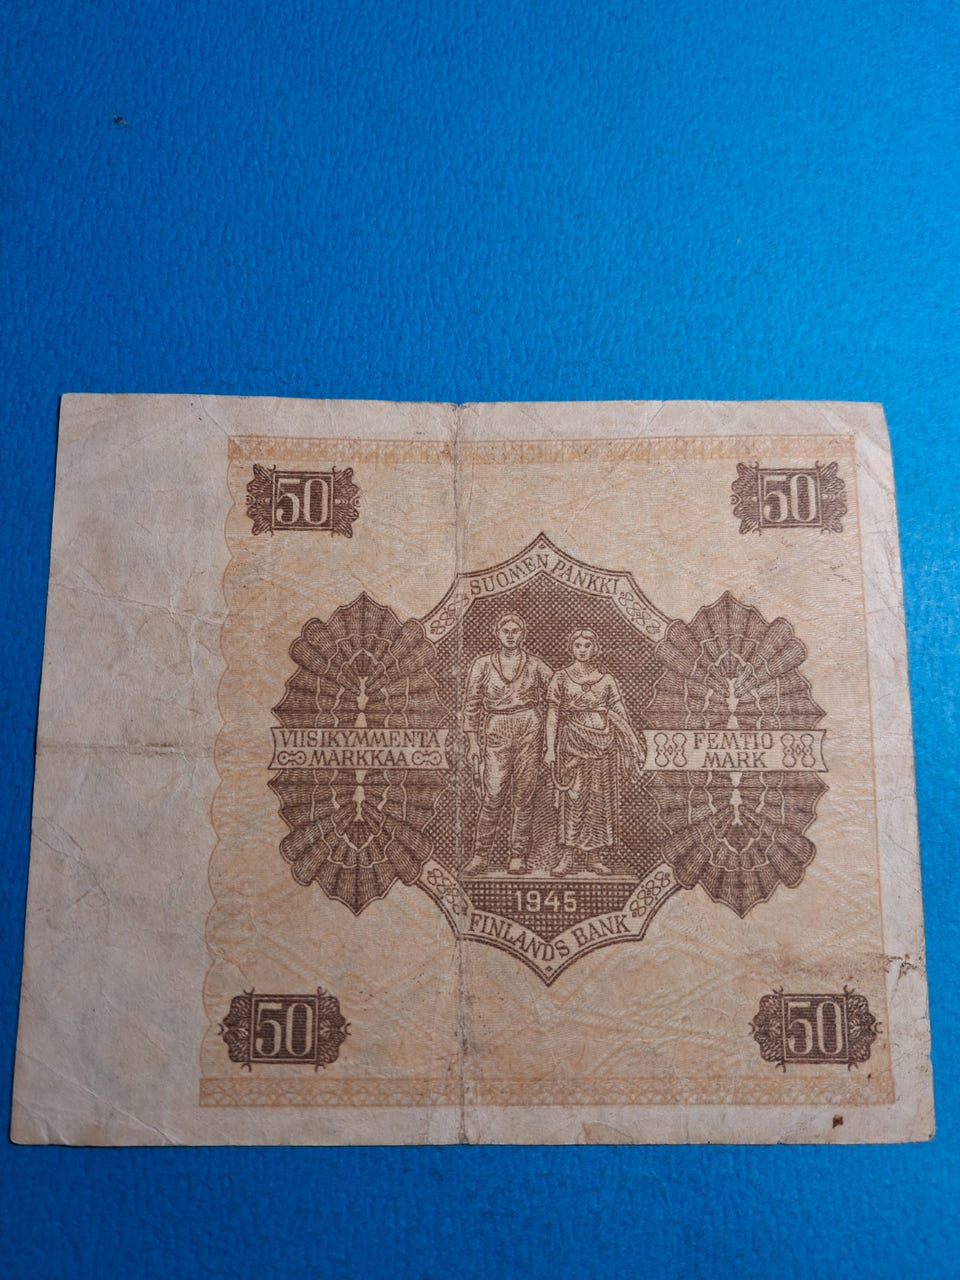 50
50
SUOMEN PANKKI
VIISIKYMMENTÄ
MARKKAA
FEMTIO
MARK
1945
FINLANDS BANK
50
50